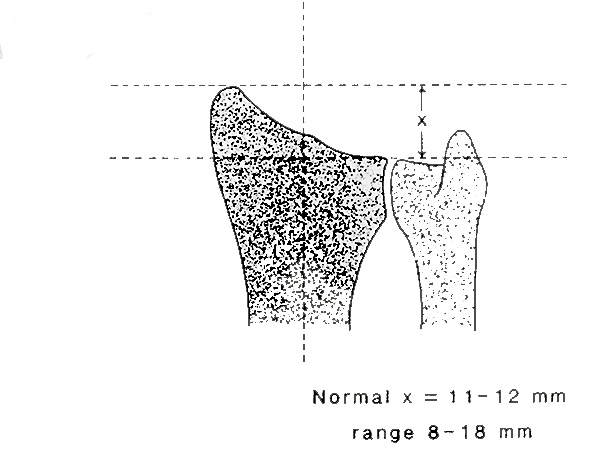 x
Normal x = 11-12 mm
range 8-18 mm